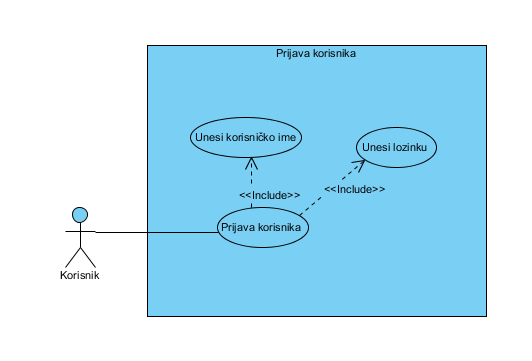 Prijava korisnika
Unesi korisničko ime
Unesi lozinku
<<Include>>
<<Include>>
Prijava korisnika
Korisnik